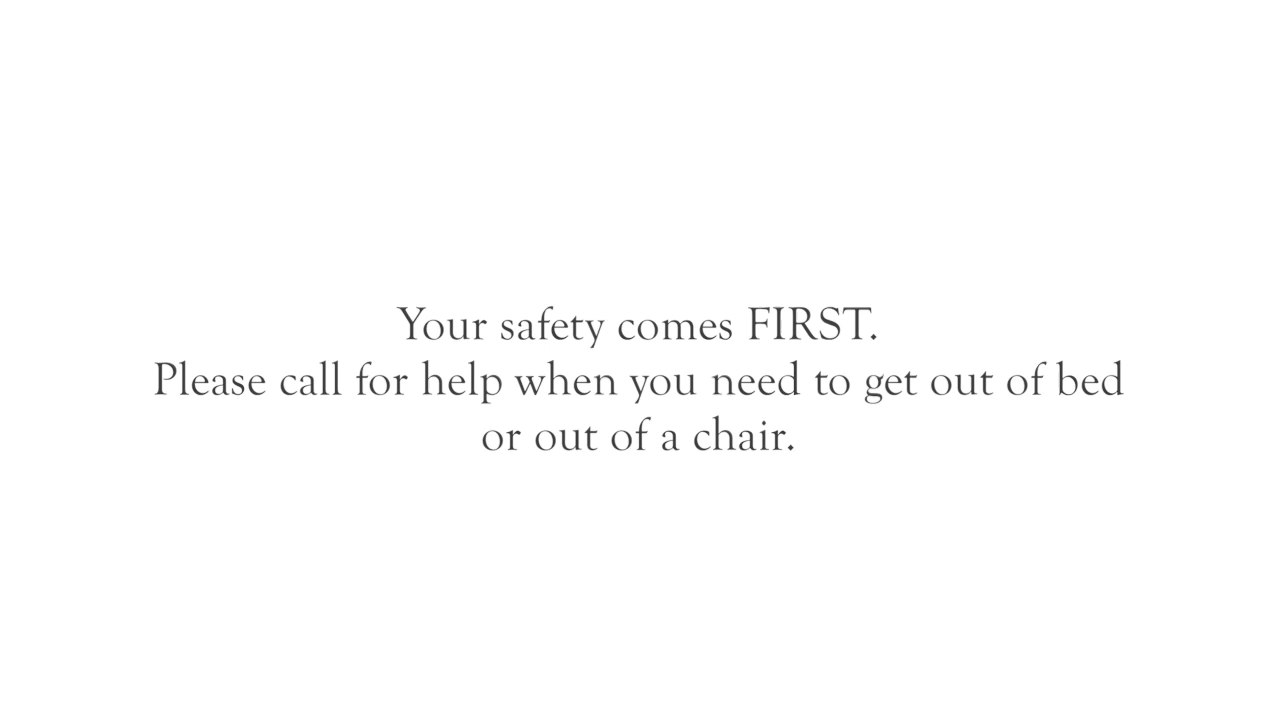 Your safety comes FIRST.
Please call for help when you need to get out of bed
or out of a chair.